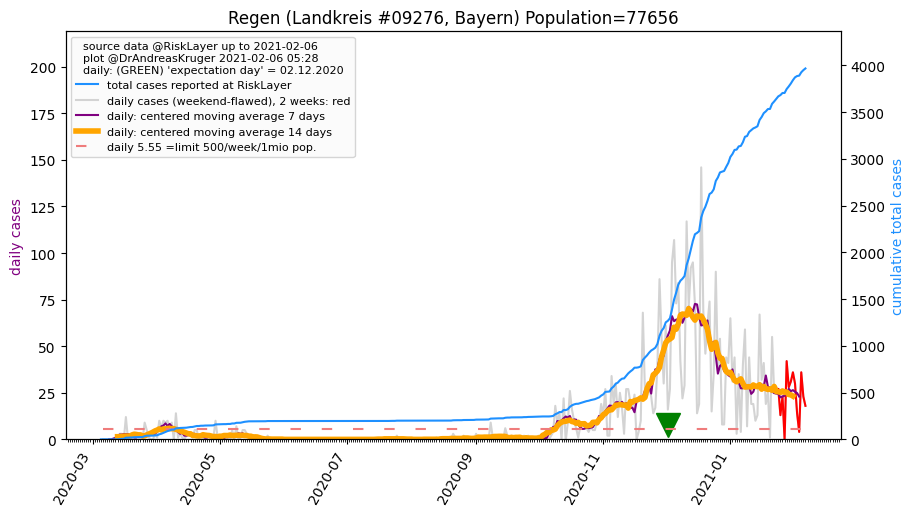 Regen (Landkreis #09276, Bayern) Population=77656
source data @RiskLayer up to 2021-02-06
plot @DrAndreasKruger 2021-02-06 05:28
daily: (GREEN) 'expectation day' = 02.12.2020
total cases reported at RiskLayer
daily cases (weekend-flawed), 2 weeks: red
daily: centered moving average 7 days
daily: centered moving average 14 days
daily 5.55 =limit 500/week/1mio pop.
daily cases
200
175
150
125
100
75
50
25
0
cumulative total cases
4000
3500
3000
2500
2000
1500
1000
500
0
2020-03
2020-05
2020-07
2020-09
2020-11
2021-01